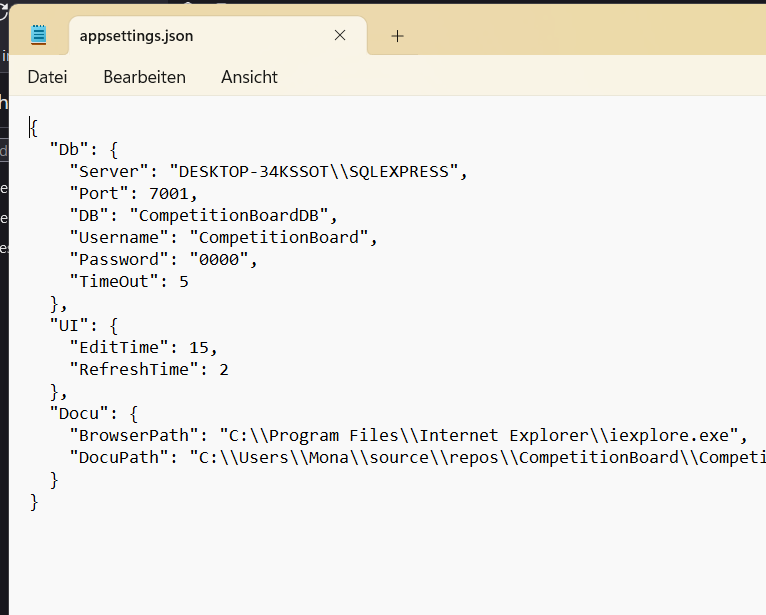 appsettings.json
Datei Bearbeiten Ansicht
{
"Db": {
"Server": "DESKTOP-34KSSOT\\SQLEXPRESS",
"Port": 7001,
"DB": "CompetitionBoardDB",
"Username": "CompetitionBoard",
"Password": "0000",
"TimeOut": 5
},
"UI": {
"EditTime": 15,
"RefreshTime": 2
},
"Docu": {
"BrowserPath": "C:\\Program Files\\Internet Explorer\\iexplore.exe",
"DocuPath": "C:\\Users\\Mona\\source\\repos\\CompetitionBoard\\Competi
}
}